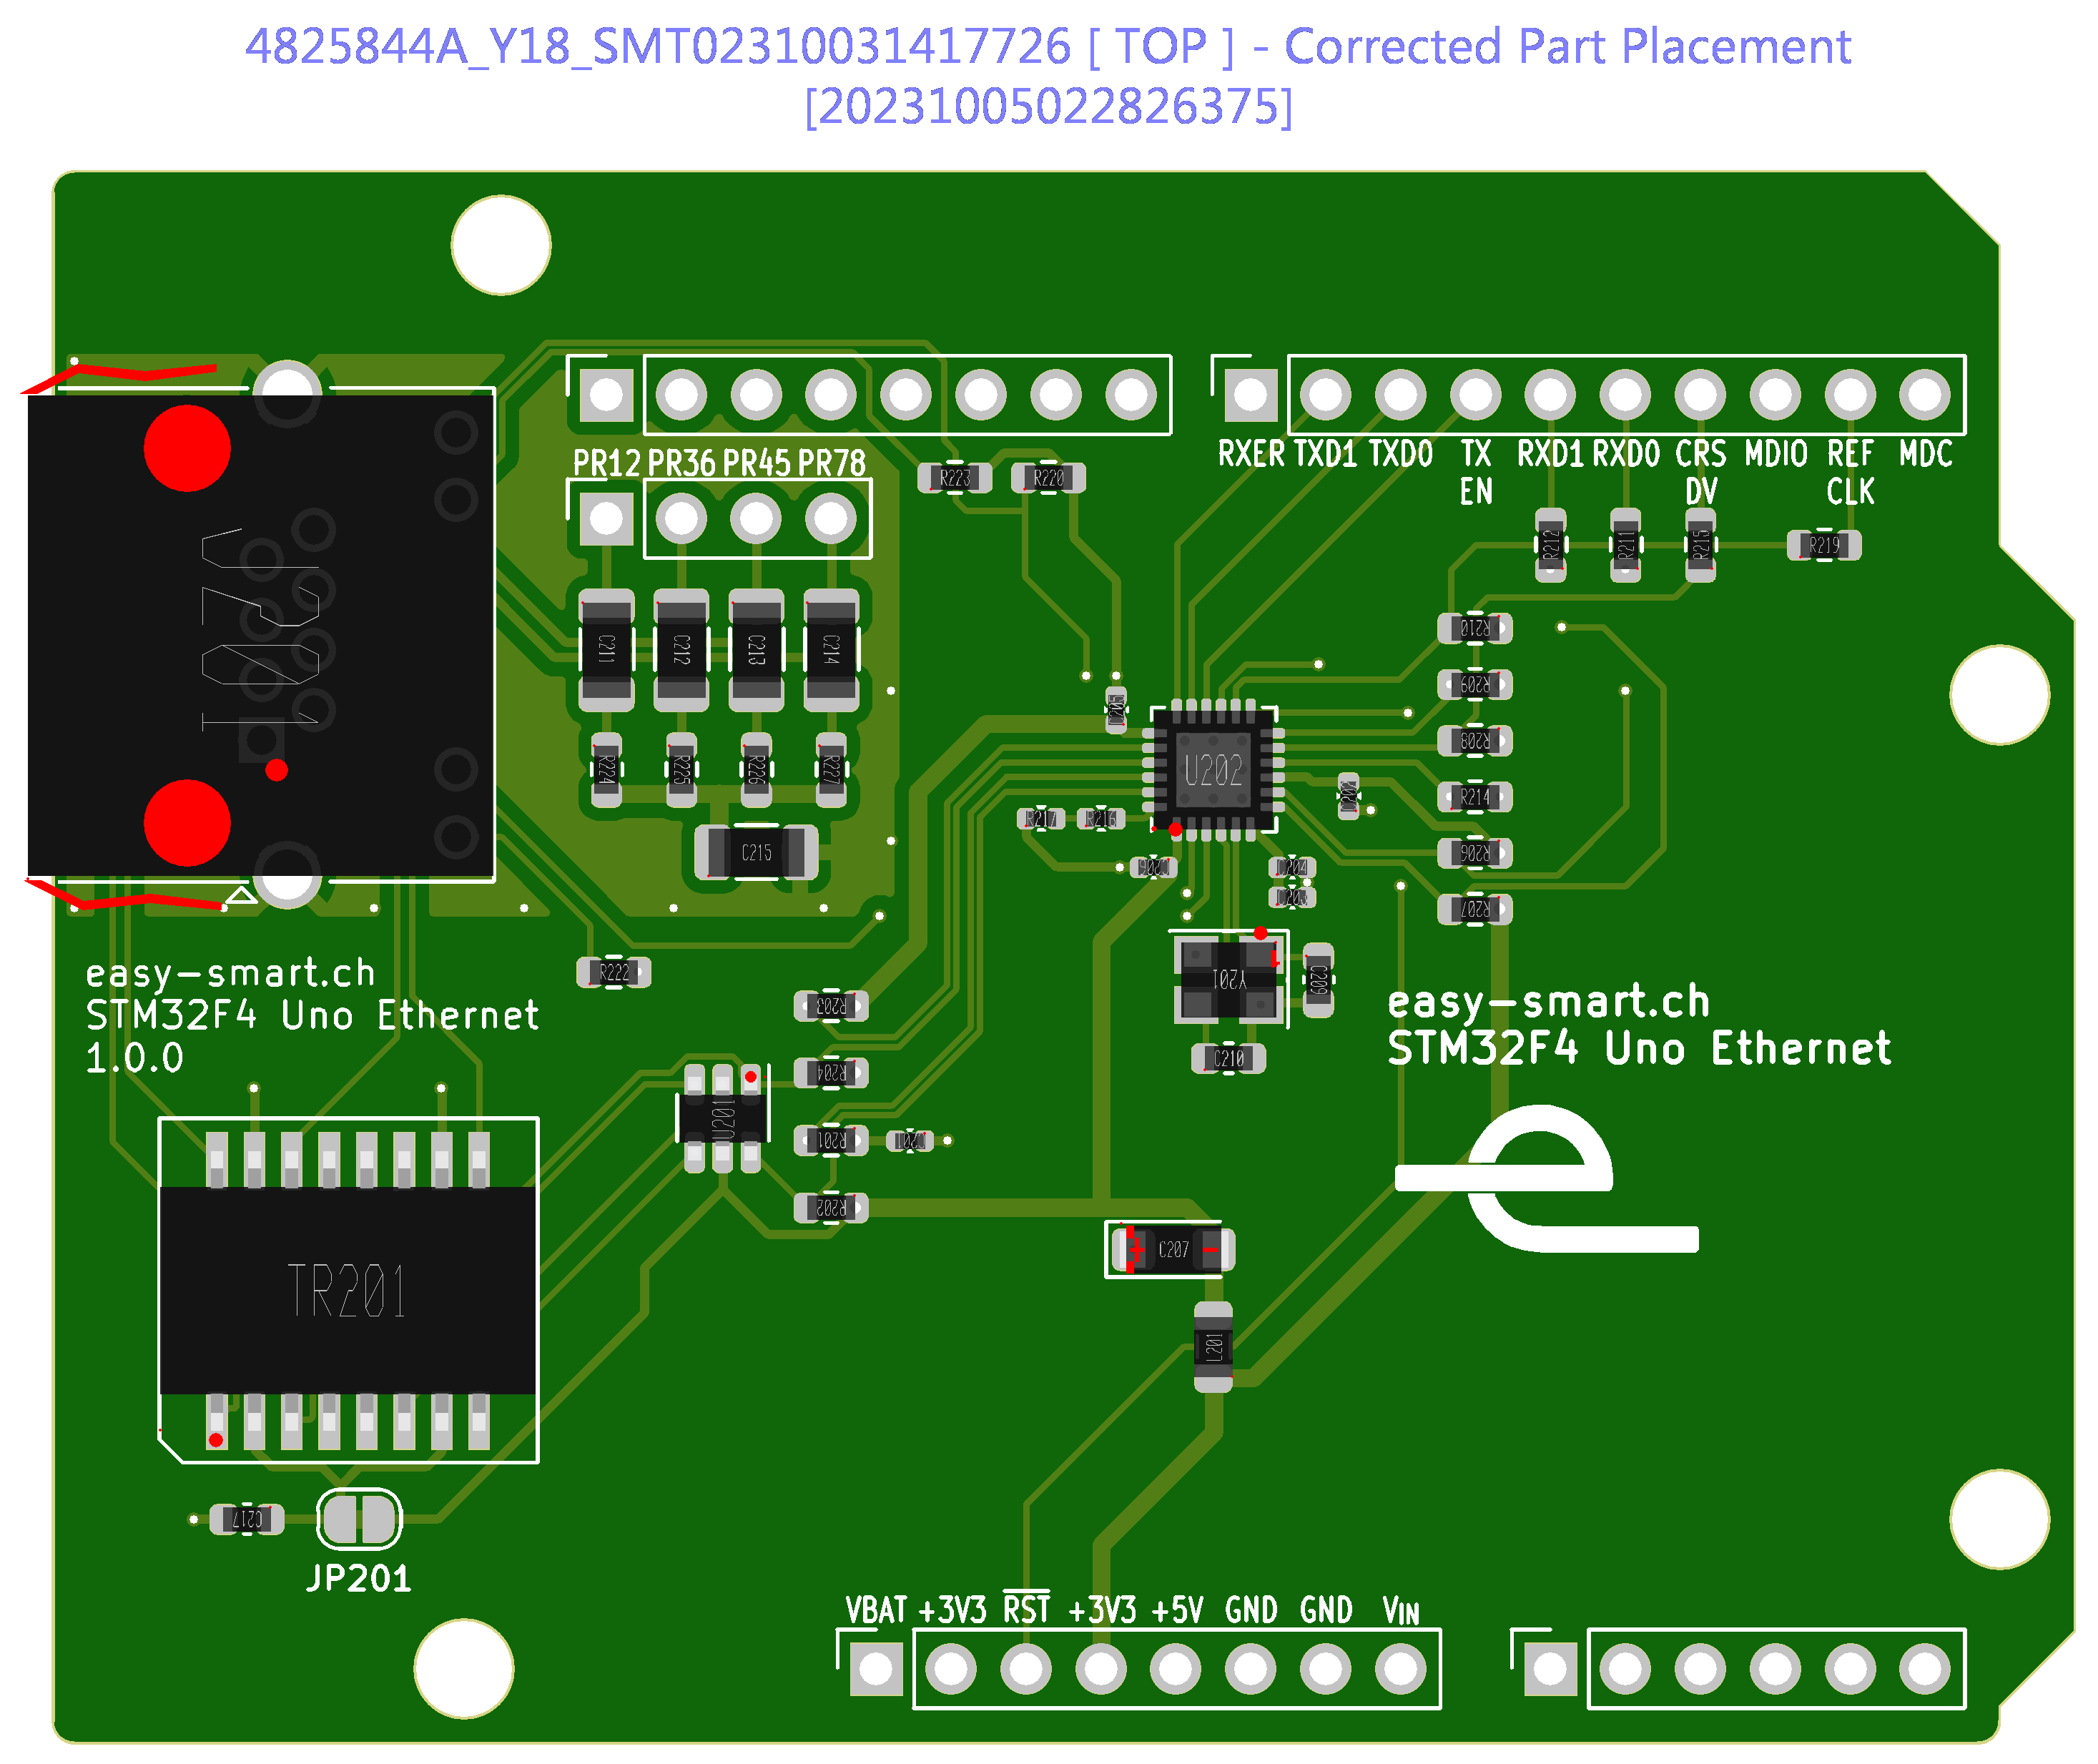 4825844A_Y18_SMT02310031417726 [ TOP ] - Corrected Part Placement
[20231005022826375]
RXER TXD1 TXD0 TX EN RXD1 RXD0 CRS DV MDIO REF CLK MDC
PR12 PR36 PR45 PR78
R223 R220
R212 R211 R215 R219
J201
C211 C212 C213 C214
R210
R209
R208
R214
R206
R207
U202
R224 R225 R226 R227
R217 R216
C215
C204
C203
R222
Y201
C209
C210
easy-smart.ch
STM32F4 Uno Ethernet
1.0.0
easy-smart.ch
STM32F4 Uno Ethernet
R203
R204
R201
R202
U201
C201
+ C207 -
L201
TR201
C217
JP201
VBAT +3V3 RST +3V3 +5V GND GND VIN